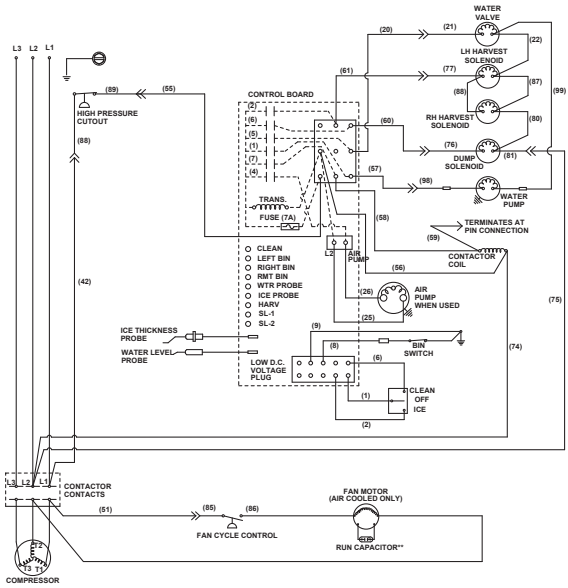 WATER
VALVE
(20)
(21)
(22)
L3 L2 L1
LH HARVEST
SOLENOID
(61)
(77)
(99)
(89)
(55)
(87)
(88)
CONTROL BOARD
HIGH PRESSURE
CUTOUT
(2)
(6)
(5)
(1)
(7)
(4)
(60)
RH HARVEST
SOLENOID
(80)
(76)
(81)
DUMP
SOLENOID
(88)
(57)
(98)
WATER
PUMP
TRANS.
FUSE (7A)
(58)
TERMINATES AT
PIN CONNECTION
(59)
CONTACTOR
COIL
L2
AIR
PUMP
(56)
CLEAN
LEFT BIN
RIGHT BIN
RMT BIN
WTR PROBE
ICE PROBE
HARV
SL-1
SL-2
(42)
(26)
AIR
PUMP
WHEN USED
(25)
(75)
(74)
ICE THICKNESS
PROBE
WATER LEVEL
PROBE
(9)
(8)
BIN
SWITCH
LOW D.C.
VOLTAGE
PLUG
(6)
CLEAN
OFF
ICE
(1)
(2)
L3 L2 L1
CONTACTOR
CONTACTS
(51)
(85)
(86)
FAN CYCLE CONTROL
FAN MOTOR
(AIR COOLED ONLY)
RUN CAPACITOR**
T2
T3 T1
COMPRESSOR